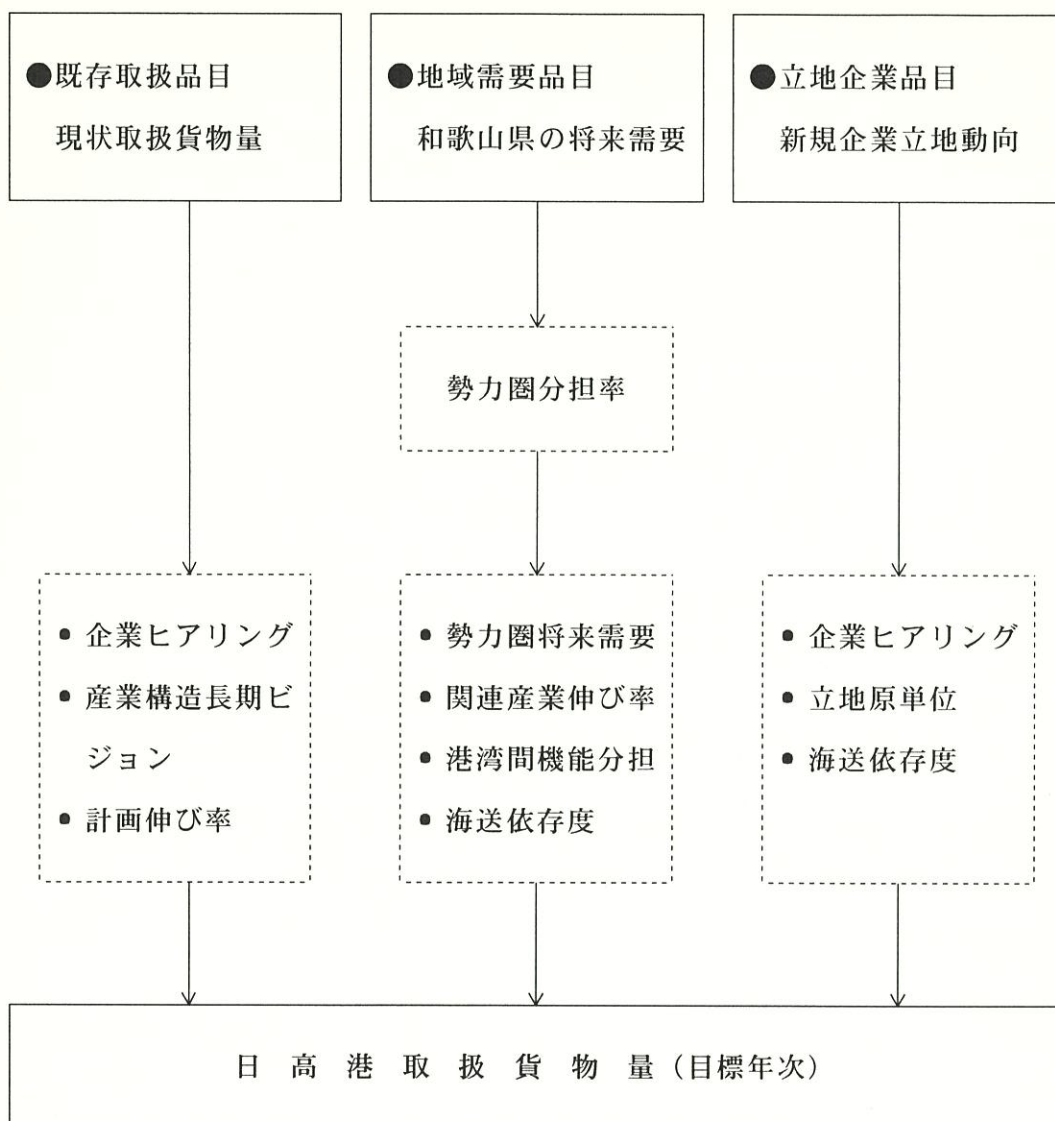 ●既存取扱品目
現状取扱貨物量
●地域需要品目
和歌山県の将来需要
●立地企業品目
新規企業立地動向
勢力圏分担率
• 企業ヒアリング
• 産業構造長期ビ
ジョン
• 計画伸び率
• 勢力圏将来需要
• 関連産業伸び率
• 港湾間機能分担
• 海送依存度
• 企業ヒアリング
• 立地原単位
• 海送依存度
日高港取扱貨物量(目標年次)